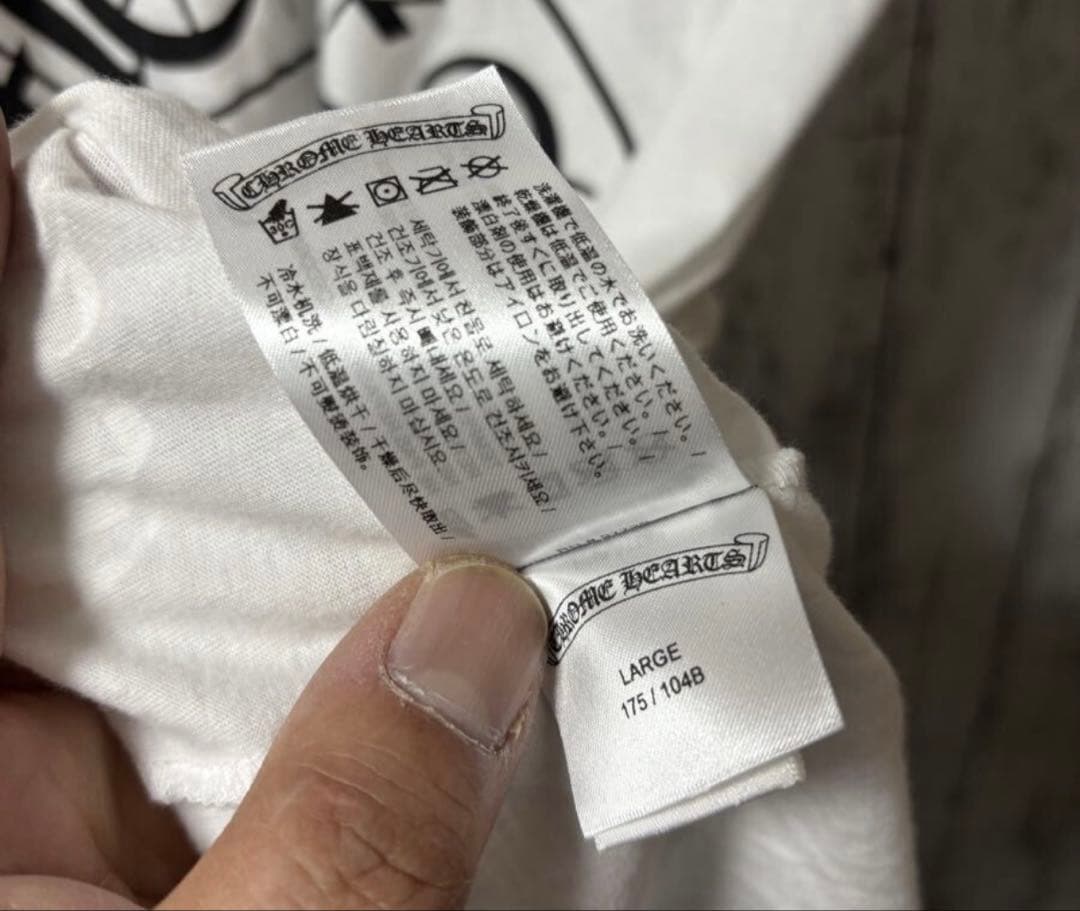 CHROME HEARTS
洗濯機で低温の水でお洗いください。/
乾燥機は低温でご使用ください。/
終了後すぐに取り出してください。/
漂白剤の使用はお避けください。/
装飾部分はアイロンをお避け下さい。
세탁기에서 찬물로 세탁하세요/
건조기에서 낮은 온도로 건조시키세요/
건조 후 즉시 내세요/
표백제를 사용하지 마세요/
장식을 다림질하지 마십시오
冷水机洗/低温烘干/干燥后尽快取出/
不可漂白/不可熨烫装饰。
CHROME HEARTS
LARGE
175/104B